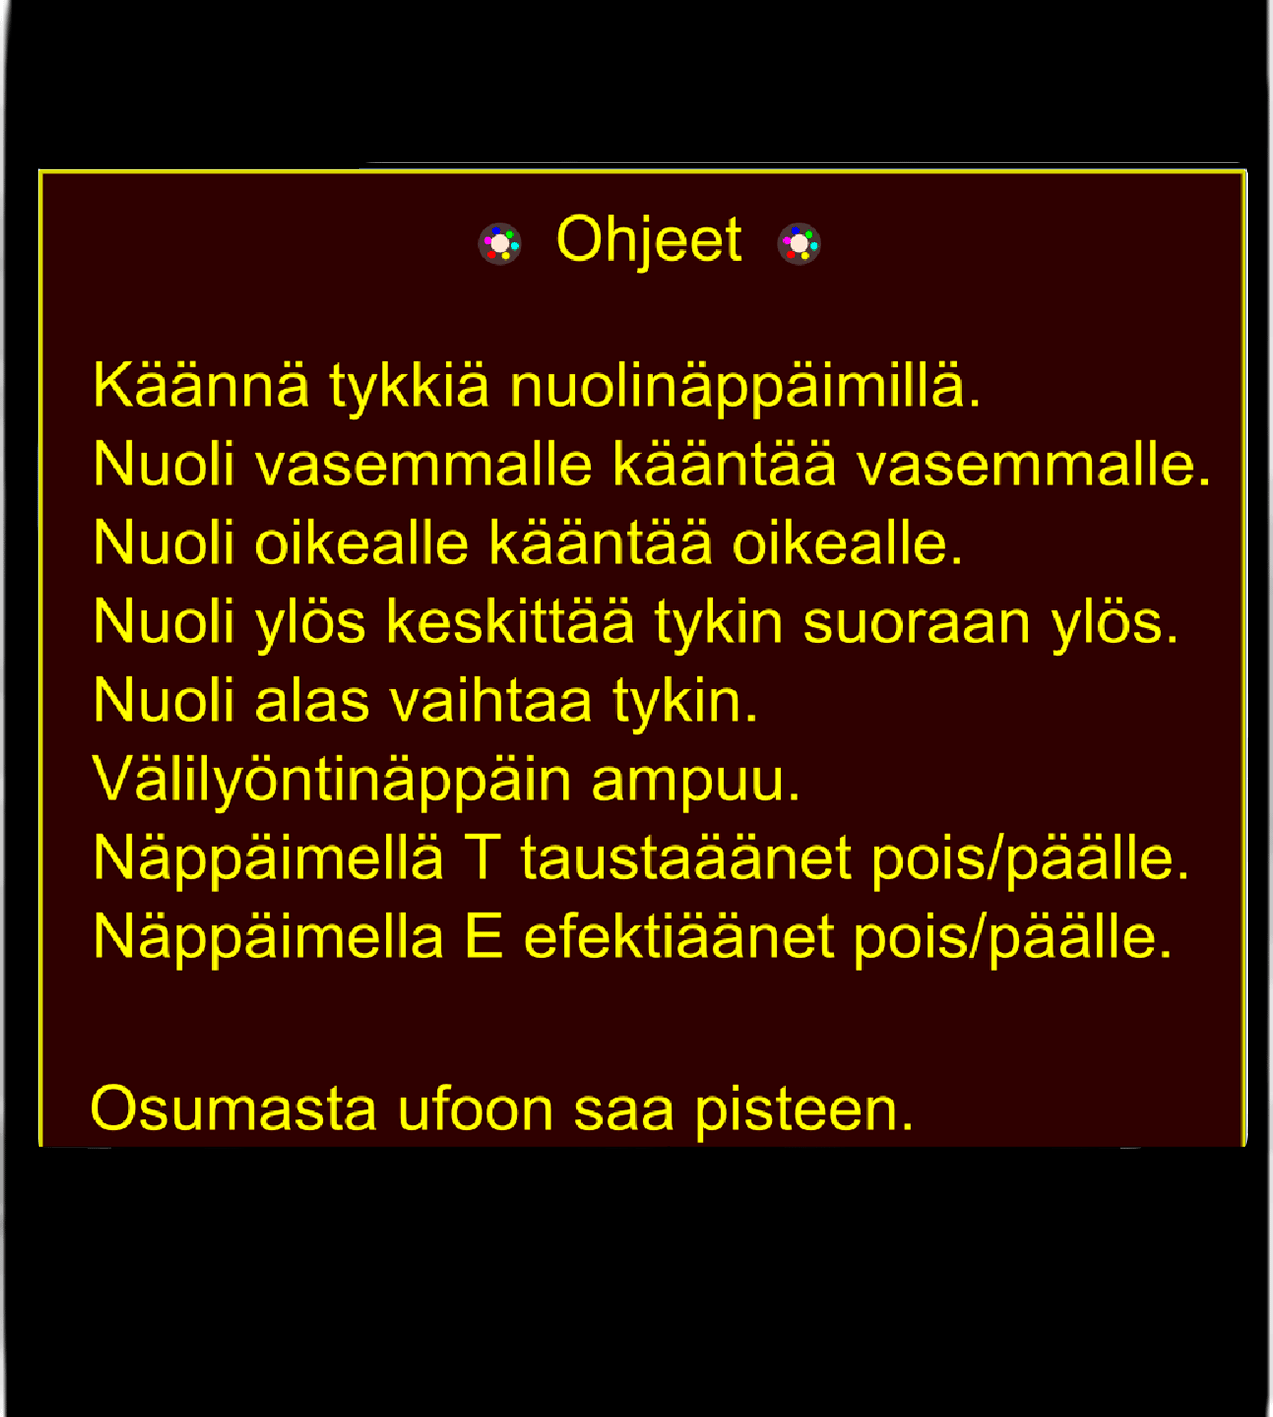 Ohjeet
Käännä tykkiä nuolinäppäimillä.
Nuoli vasemmalle kääntää vasemmalle.
Nuoli oikealle kääntää oikealle.
Nuoli ylös keskittää tykin suoraan ylös.
Nuoli alas vaihtaa tykin.
Välilyöntinäppäin ampuu.
Näppäimellä T taustaäänet pois/päälle.
Näppäimella E efektiäänet pois/päälle.
Osumasta ufoon saa pisteen.